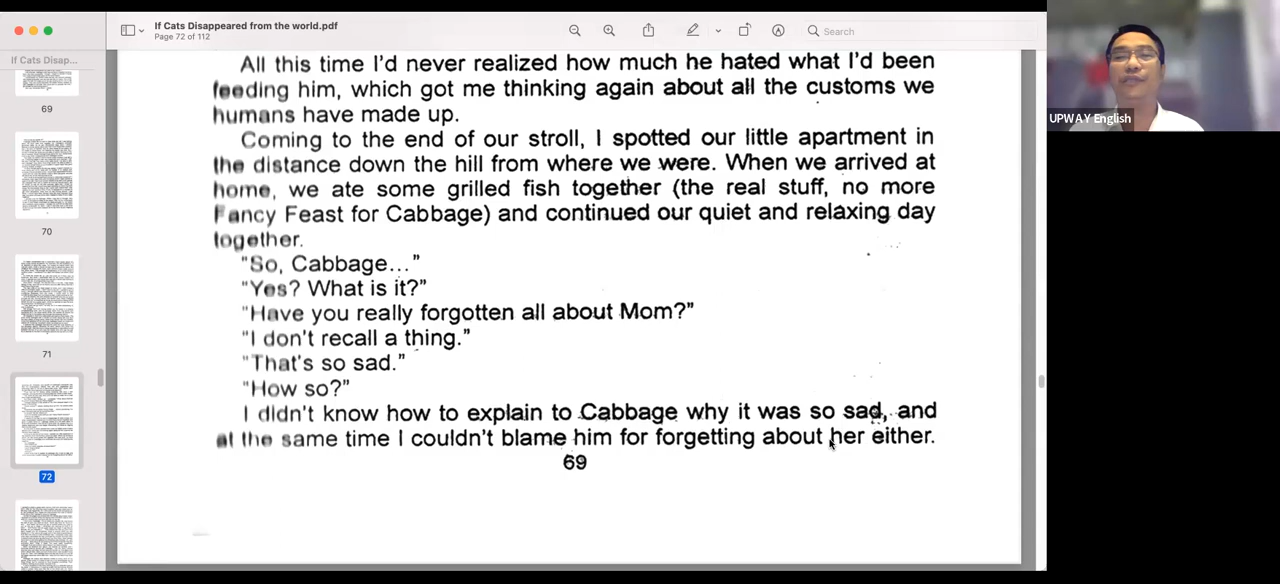 If Cats Disappeared from the world.pdf
Page 72 of 112
Search
If Cats Disap...
69
70
71
72
UPWAY English
All this time I'd never realized how much he hated what I'd been
feeding him, which got me thinking again about all the customs we
humans have made up.
Coming to the end of our stroll, I spotted our little apartment in
the distance down the hill from where we were. When we arrived at
home, we ate some grilled fish together (the real stuff, no more
Fancy Feast for Cabbage) and continued our quiet and relaxing day
together.
"So, Cabbage..."
"Yes? What is it?"
"Have you really forgotten all about Mom?"
"I don't recall a thing."
"That's so sad."
"How so?"
I didn't know how to explain to Cabbage why it was so sad, and
at the same time I couldn't blame him for forgetting about her either.
69